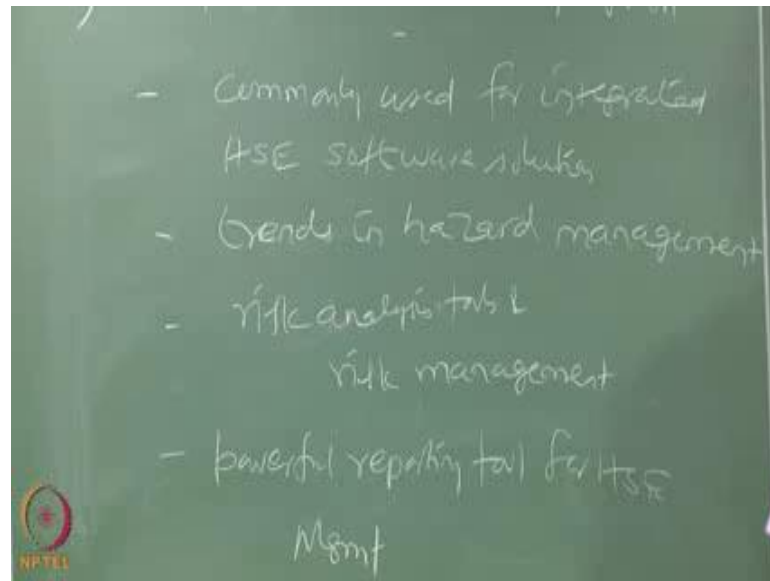 - Commonly used for integrated
HSE software solution
- trends in hazard management
- risk analysis tools &
risk management
- powerful reporting tool for HSE
Mgmt
NPTEL